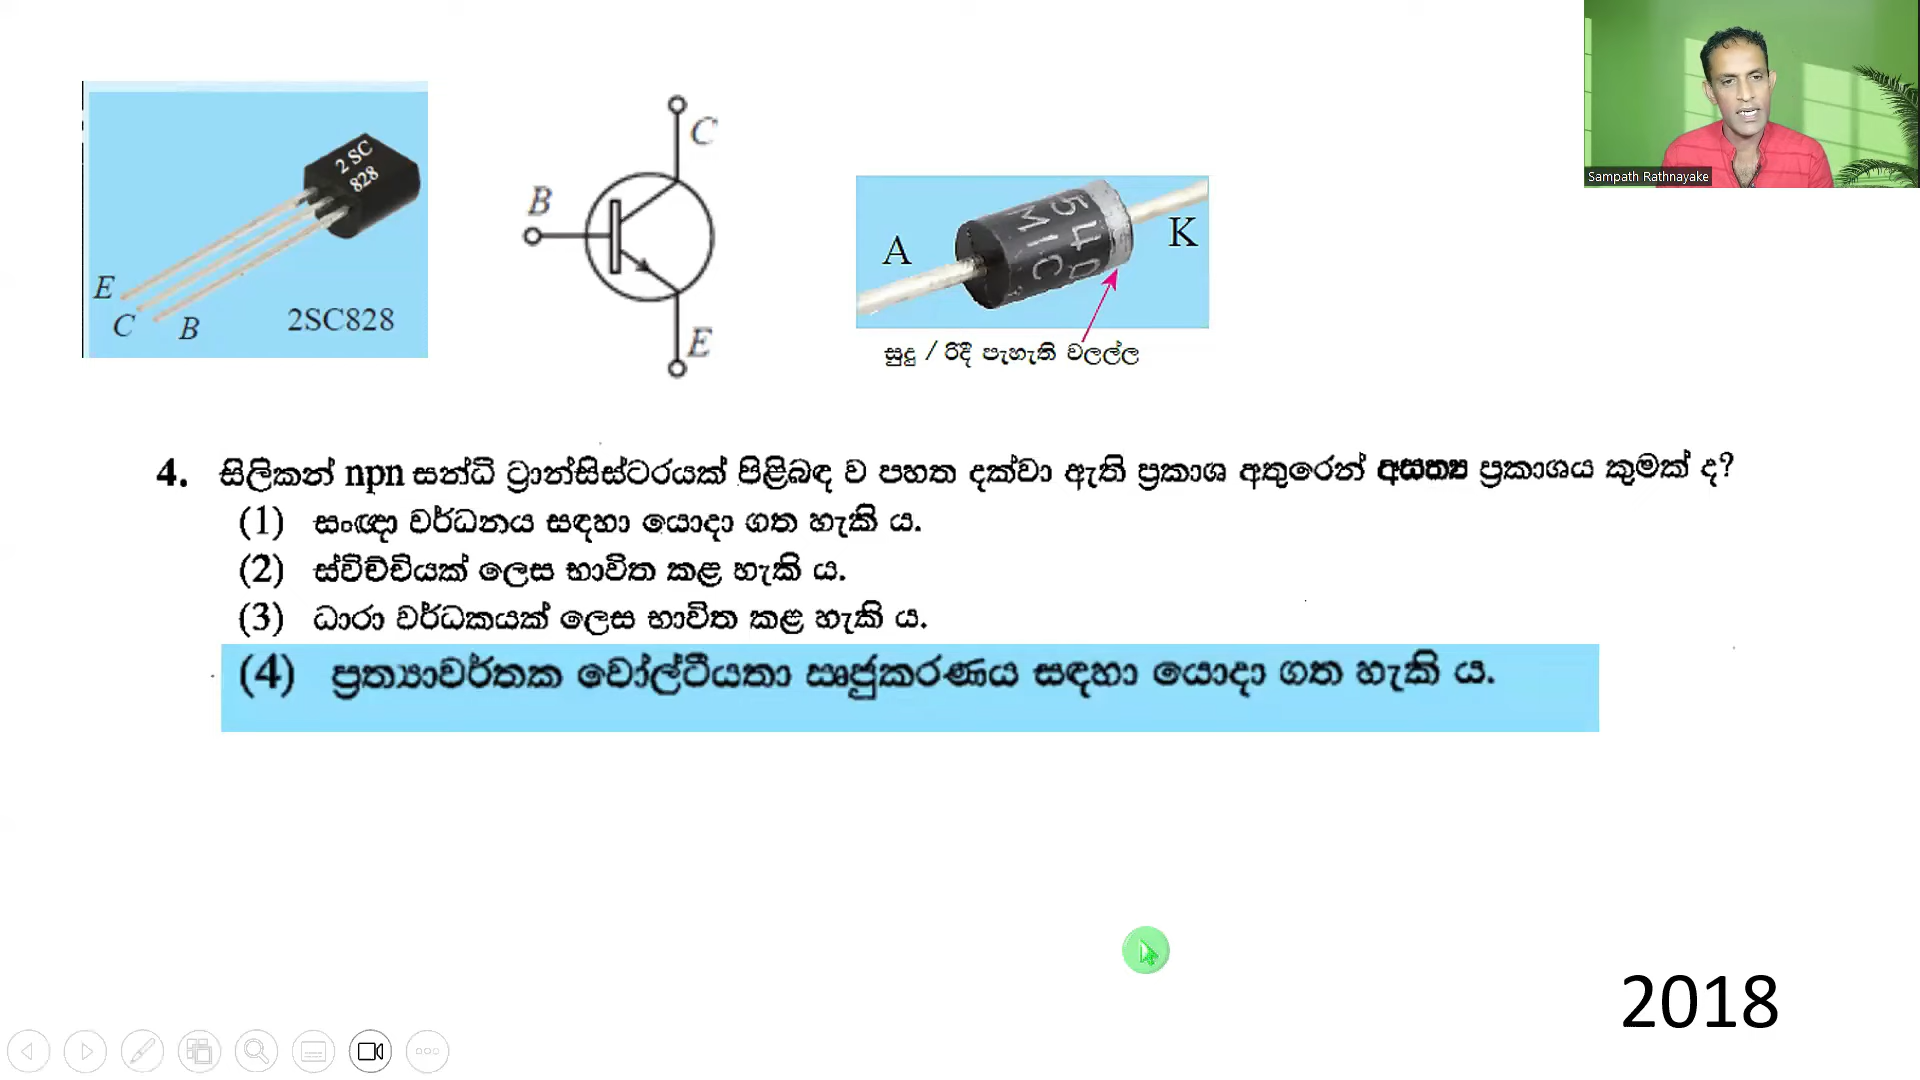 Sampath Rathnayake
2 SC
828
E
C
B
2SC828
C
B
E
A
K
540
MIC
සුදු / රිදී පැහැති වලල්ල
4. සිලිකන් npn සන්ධි ට්‍රාන්සිස්ටරයක් පිළිබඳ ව පහත දක්වා ඇති ප්‍රකාශ අතුරෙන් අසත්‍ය ප්‍රකාශය කුමක් ද?
(1) සංඥා වර්ධනය සඳහා යොදා ගත හැකි ය.
(2) ස්විච්චියක් ලෙස භාවිත කළ හැකි ය.
(3) ධාරා වර්ධකයක් ලෙස භාවිත කළ හැකි ය.
(4) ප්‍රත්‍යාවර්තක වෝල්ටීයතා සෘජුකරණය සඳහා යොදා ගත හැකි ය.
2018